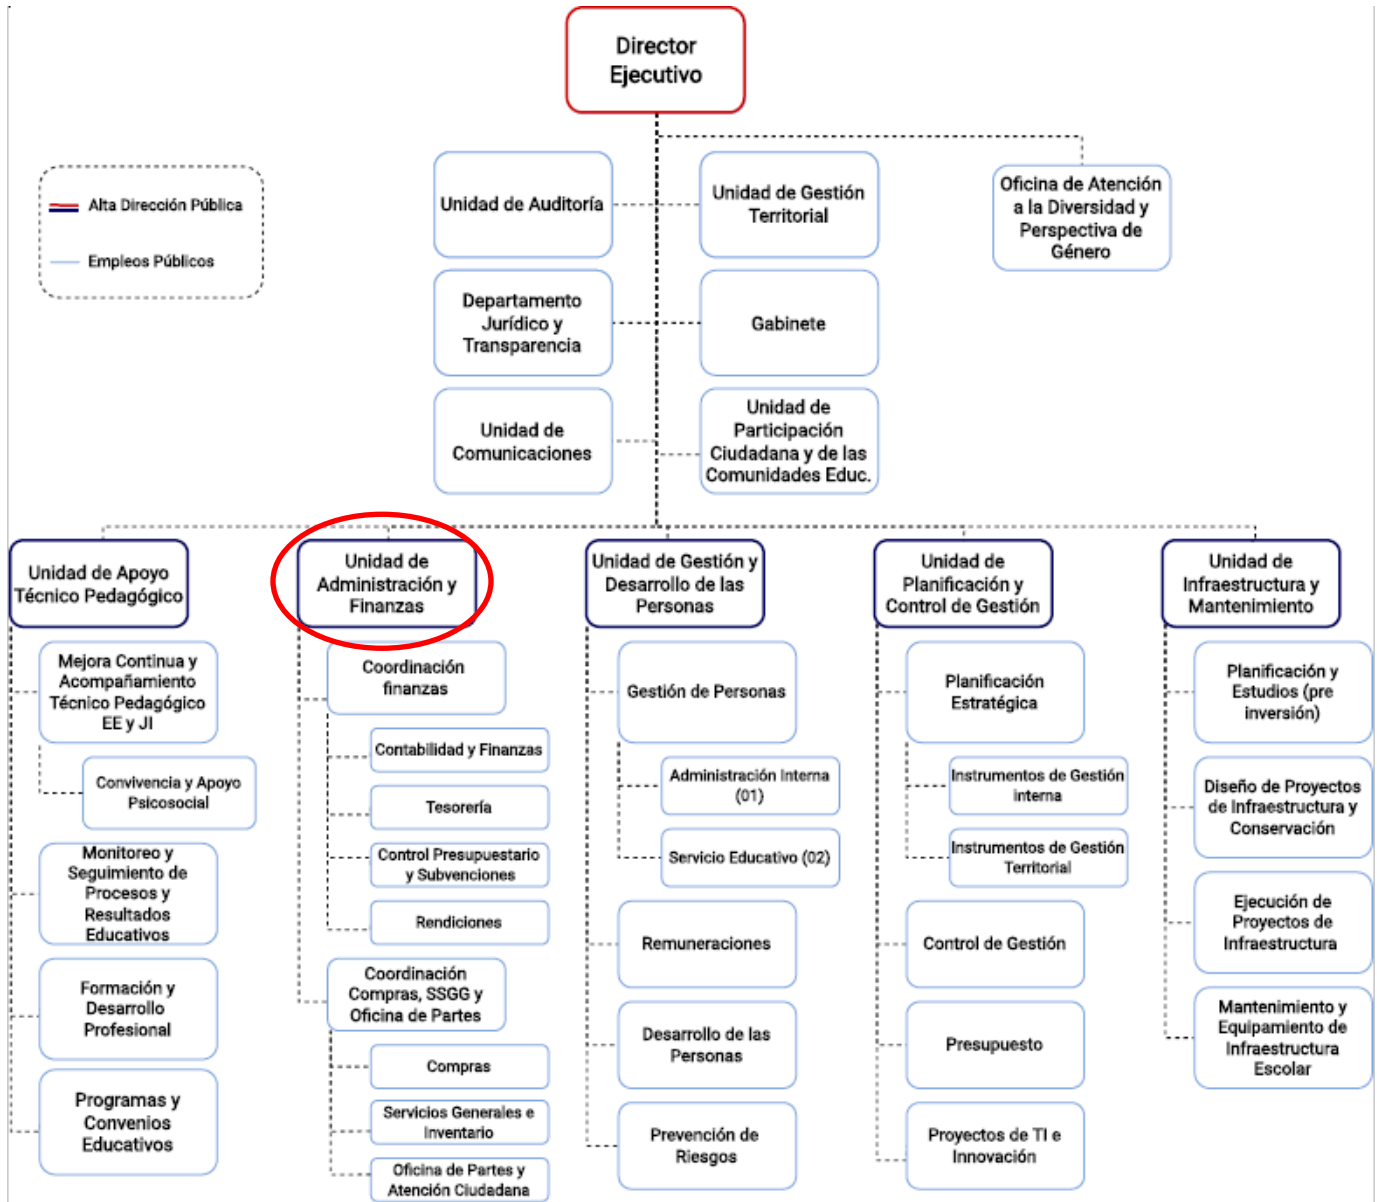 Director
Ejecutivo
Alta Dirección Pública
Empleos Públicos
Unidad de Auditoría
Unidad de Gestión
Territorial
Oficina de Atención
a la Diversidad y
Perspectiva de
Género
Departamento
Jurídico y
Transparencia
Gabinete
Unidad de
Comunicaciones
Unidad de
Participación
Ciudadana y de las
Comunidades Educ.
Unidad de Apoyo
Técnico Pedagógico
Mejora Continua y
Acompañamiento
Técnico Pedagógico
EE y JI
Convivencia y Apoyo
Psicosocial
Monitoreo y
Seguimiento de
Procesos y
Resultados
Educativos
Formación y
Desarrollo
Profesional
Programas y
Convenios
Educativos
Unidad de
Administración y
Finanzas
Coordinación
finanzas
Contabilidad y Finanzas
Tesorería
Control Presupuestario
y Subvenciones
Rendiciones
Coordinación
Compras, SSGG y
Oficina de Partes
Compras
Servicios Generales e
Inventario
Oficina de Partes y
Atención Ciudadana
Unidad de Gestión y
Desarrollo de las
Personas
Gestión de Personas
Administración Interna
(01)
Servicio Educativo (02)
Remuneraciones
Desarrollo de las
Personas
Prevención de
Riesgos
Unidad de
Planificación y
Control de Gestión
Planificación
Estratégica
Instrumentos de Gestión
interna
Instrumentos de Gestión
Territorial
Control de Gestión
Presupuesto
Proyectos de TI e
Innovación
Unidad de
Infraestructura y
Mantenimiento
Planificación y
Estudios (pre
inversión)
Diseño de Proyectos
de Infraestructura y
Conservación
Ejecución de
Proyectos de
Infraestructura
Mantenimiento y
Equipamiento de
Infraestructura
Escolar